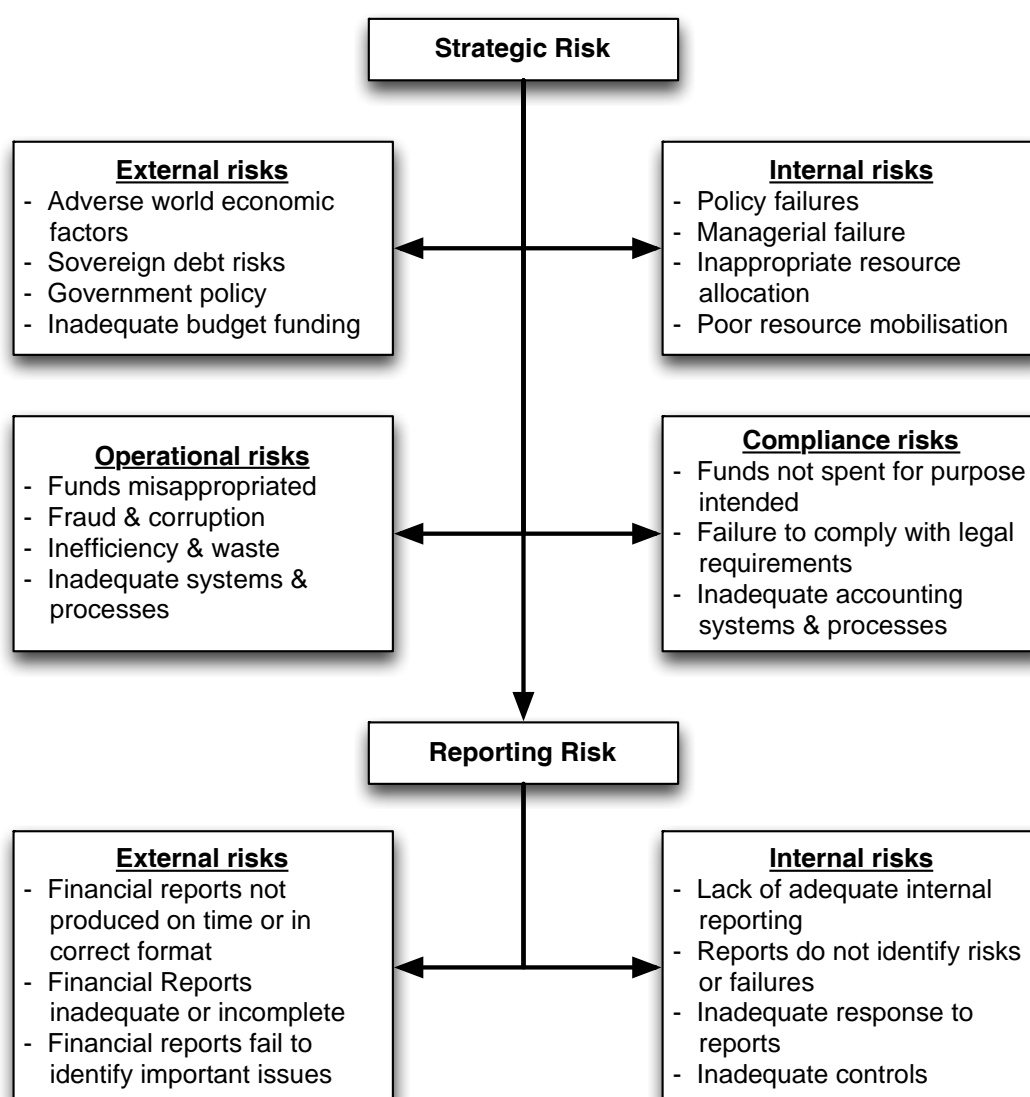 Strategic Risk
External risks
- Adverse world economic
factors
- Sovereign debt risks
- Government policy
- Inadequate budget funding
Internal risks
- Policy failures
- Managerial failure
- Inappropriate resource
allocation
- Poor resource mobilisation
Operational risks
- Funds misappropriated
- Fraud & corruption
- Inefficiency & waste
- Inadequate systems &
processes
Compliance risks
- Funds not spent for purpose
intended
- Failure to comply with legal
requirements
- Inadequate accounting
systems & processes
Reporting Risk
External risks
- Financial reports not
produced on time or in
correct format
- Financial Reports
inadequate or incomplete
- Financial reports fail to
identify important issues
Internal risks
- Lack of adequate internal
reporting
- Reports do not identify risks
or failures
- Inadequate response to
reports
- Inadequate controls